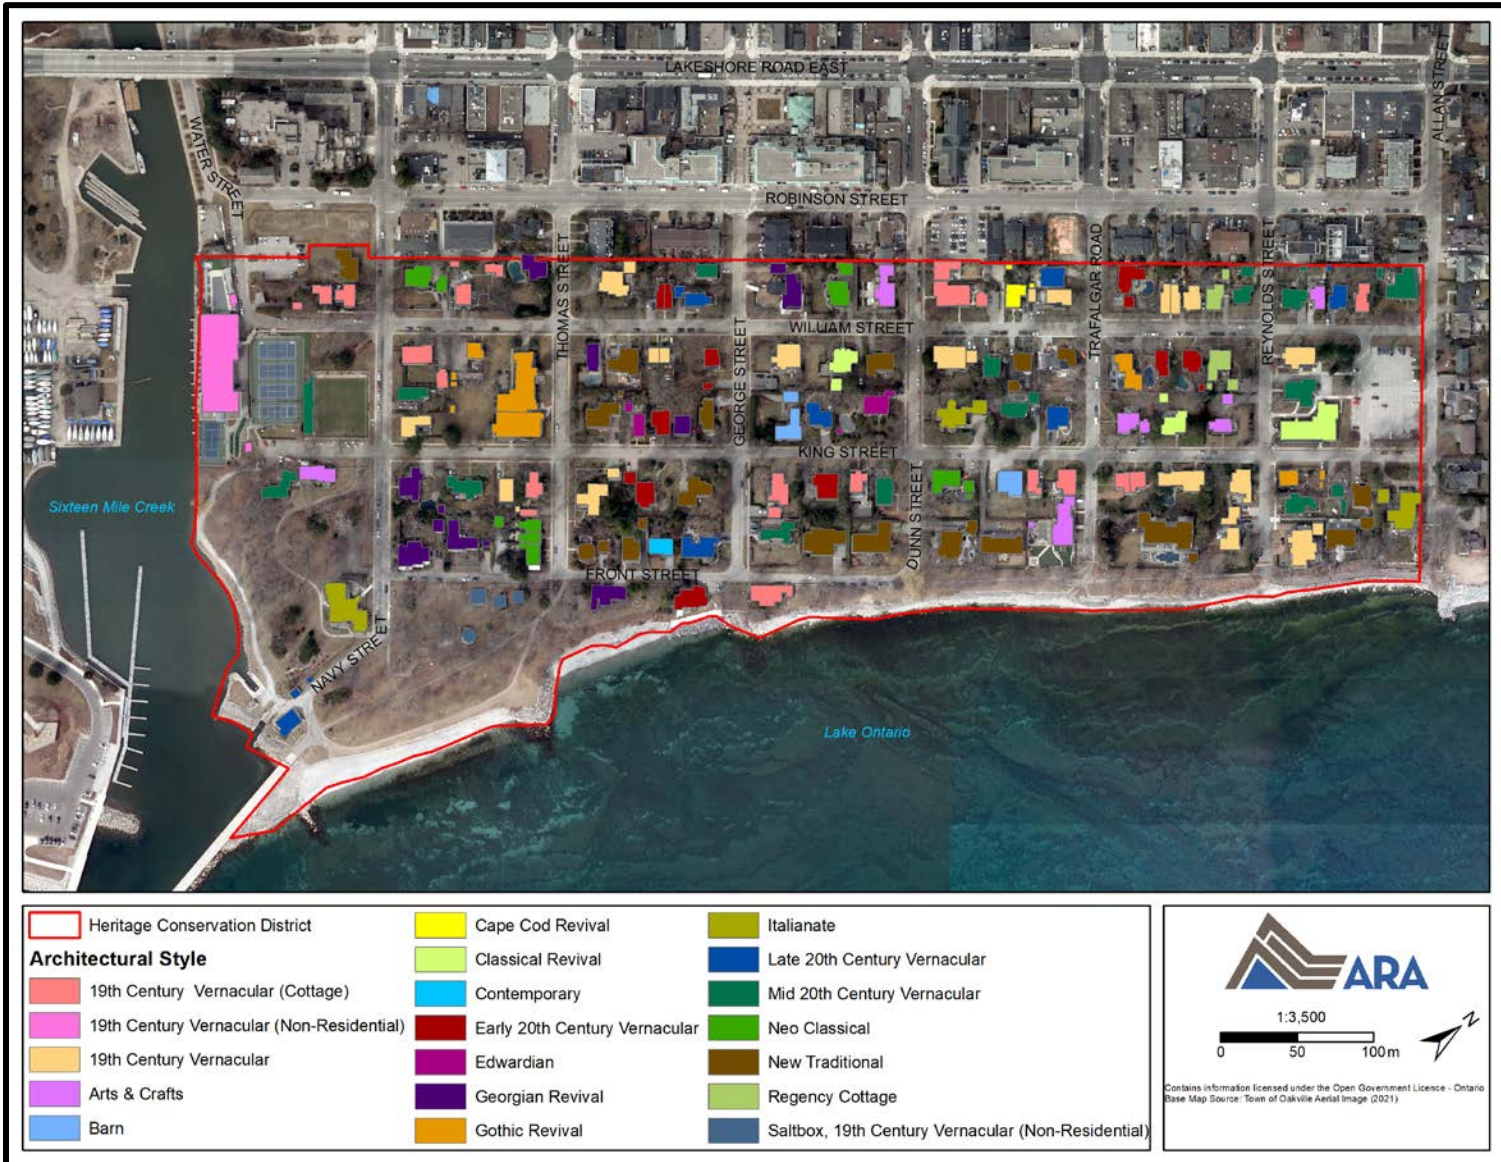 LAKESHORE ROAD EAST
ALLAN STREET
WATER STREET
ROBINSON STREET
THOMAS STREET
TRAFALGAR ROAD
REYNOLDS STREET
WILLIAM STREET
GEORGE STREET
KING STREET
Sixteen Mile Creek
DUNN STREET
FRONT STREET
NAVY STREET
Lake Ontario
Heritage Conservation District
Architectural Style
19th Century Vernacular (Cottage)
19th Century Vernacular (Non-Residential)
19th Century Vernacular
Arts & Crafts
Barn
Cape Cod Revival
Classical Revival
Contemporary
Early 20th Century Vernacular
Edwardian
Georgian Revival
Gothic Revival
Italianate
Late 20th Century Vernacular
Mid 20th Century Vernacular
Neo Classical
New Traditional
Regency Cottage
Saltbox, 19th Century Vernacular (Non-Residential)
ARA
1:3,500
0 50 100 m
N
Contains information licensed under the Open Government Licence - Ontario
Base Map Source: Town of Oakville Aerial Image (2021)